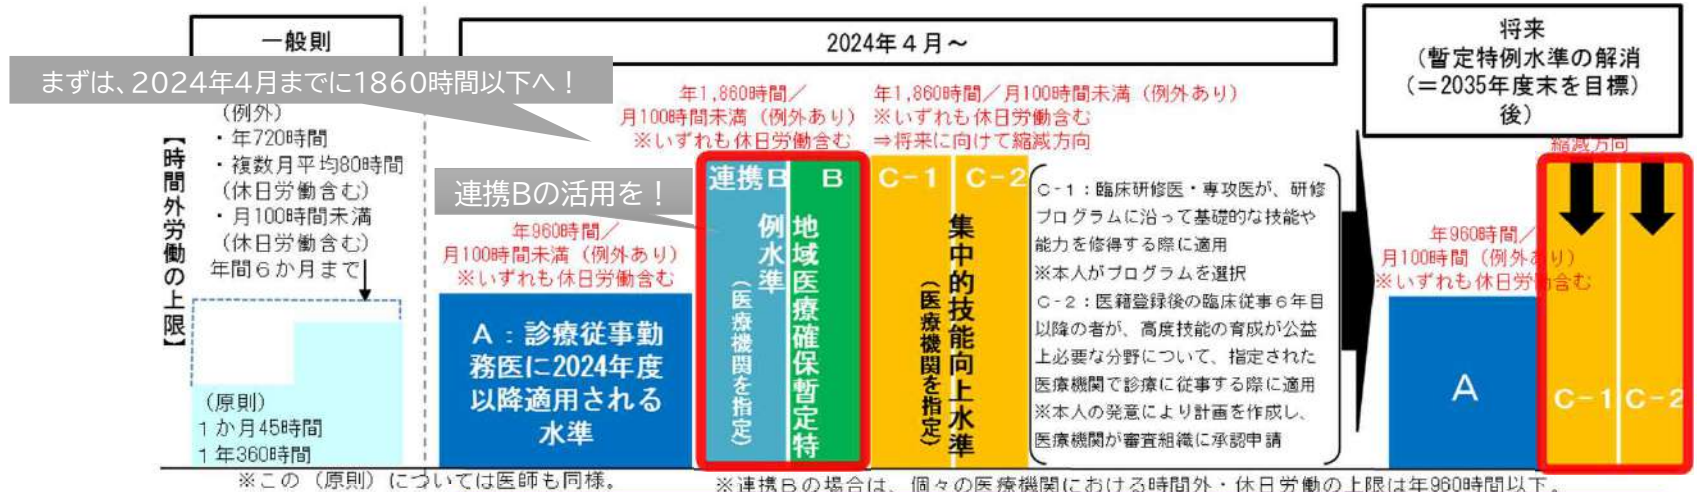 一般則
2024年4月～
将来
(暫定特例水準の解消
(=2035年度末を目標)
後)
まずは、2024年4月までに1860時間以下へ！
【時間外労働の上限】
(例外)
・年720時間
・複数月平均80時間
(休日労働含む)
・月100時間未満
(休日労働含む)
年間6か月まで
(原則)
1か月45時間
1年360時間
※この（原則）については医師も同様。
連携Bの活用を！
年960時間／
月100時間未満（例外あり）
※いずれも休日労働含む
A：診療従事勤
務医に2024年度
以降適用される
水準
年1,860時間／
月100時間未満（例外あり）
※いずれも休日労働含む
連携B
B
地域医療確保暫定特
例水準
(医療機関を指定)
年1,860時間／月100時間未満（例外あり）
※いずれも休日労働含む
⇒将来に向けて縮減方向
C-1
C-2
集中的技能向上水準
(医療機関を指定)
C-1：臨床研修医・専攻医が、研修
プログラムに沿って基礎的な技能や
能力を修得する際に適用
※本人がプログラムを選択
C-2：医籍登録後の臨床従事6年目
以降の者が、高度技能の育成が公益
上必要な分野について、指定された
医療機関で診療に従事する際に適用
※本人の発意により計画を作成し、
医療機関が審査組織に承認申請
※連携Bの場合は、個々の医療機関における時間外・休日労働の上限は年960時間以下。
縮減方向
年960時間／
月100時間（例外あり）
※いずれも休日労働含む
A
C-1
C-2